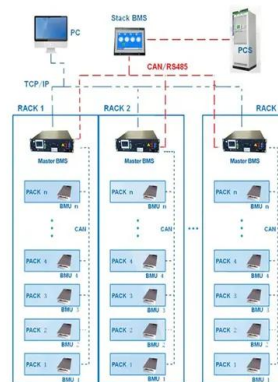 PC
Stack BMS
PCS
CAN/RS485
TCP/IP
RACK 1
RACK 2
RACK
Master BMS
Master BMS
Master BMS
PACK n
BMU n
PACK n
BMU n
PACK n
BMU n
CAN
CAN
CAN
PACK 4
BMU 4
PACK 4
BMU 4
PACK 4
BMU 4
PACK 3
BMU 3
PACK 3
BMU 3
PACK 3
BMU 3
PACK 2
BMU 2
PACK 2
BMU 2
PACK 2
BMU 2
PACK 1
PACK 1
PACK 1